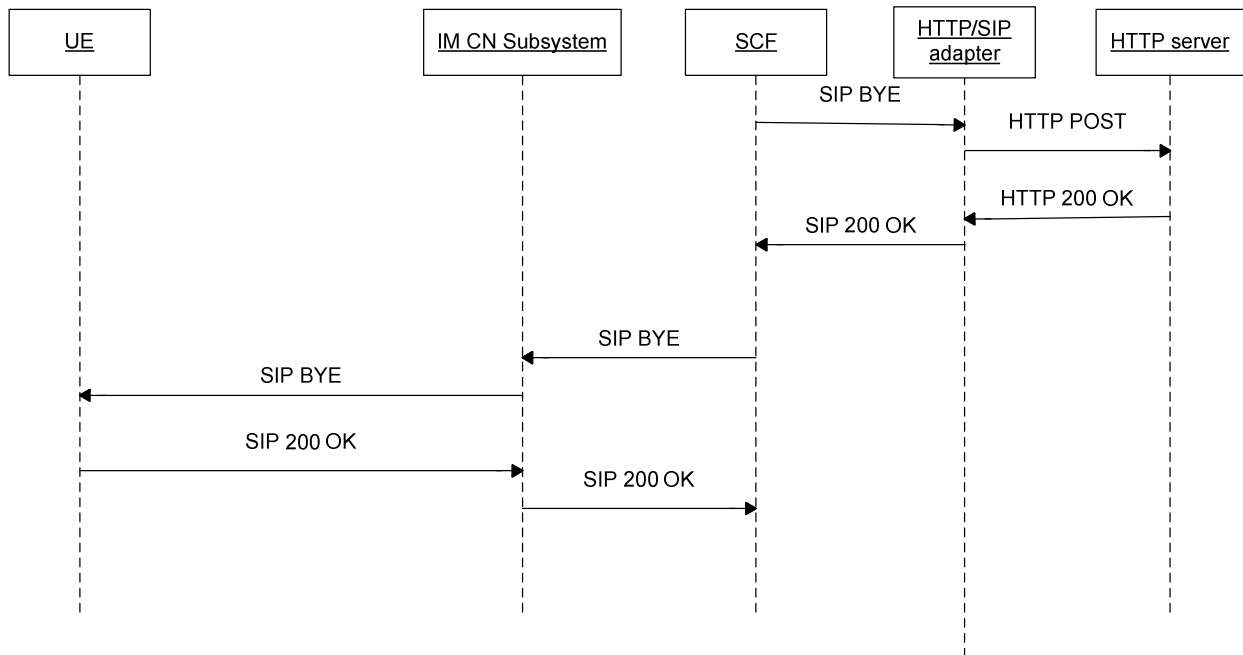 UE
IM CN Subsystem
SCF
HTTP/SIP
adapter
HTTP server
SIP BYE
HTTP POST
HTTP 200 OK
SIP 200 OK
SIP BYE
SIP BYE
SIP 200 OK
SIP 200 OK